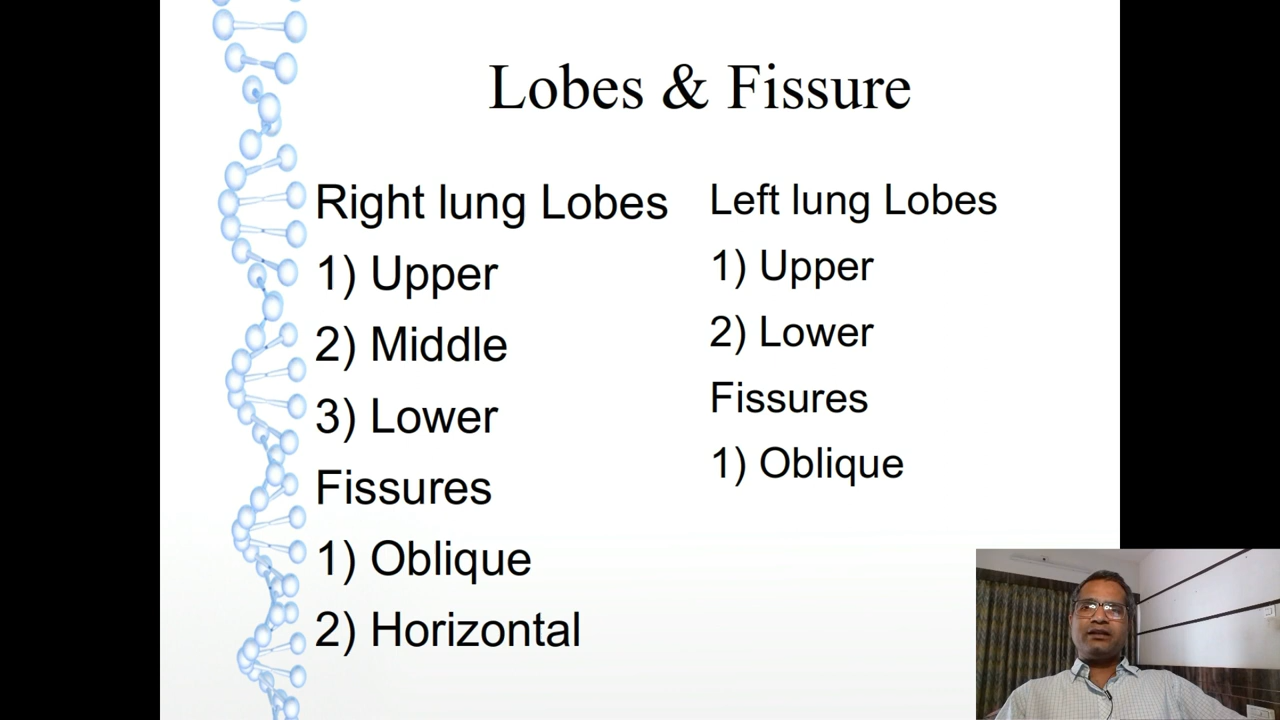 Lobes & Fissure
Right lung Lobes
1) Upper
2) Middle
3) Lower
Fissures
1) Oblique
2) Horizontal
Left lung Lobes
1) Upper
2) Lower
Fissures
1) Oblique